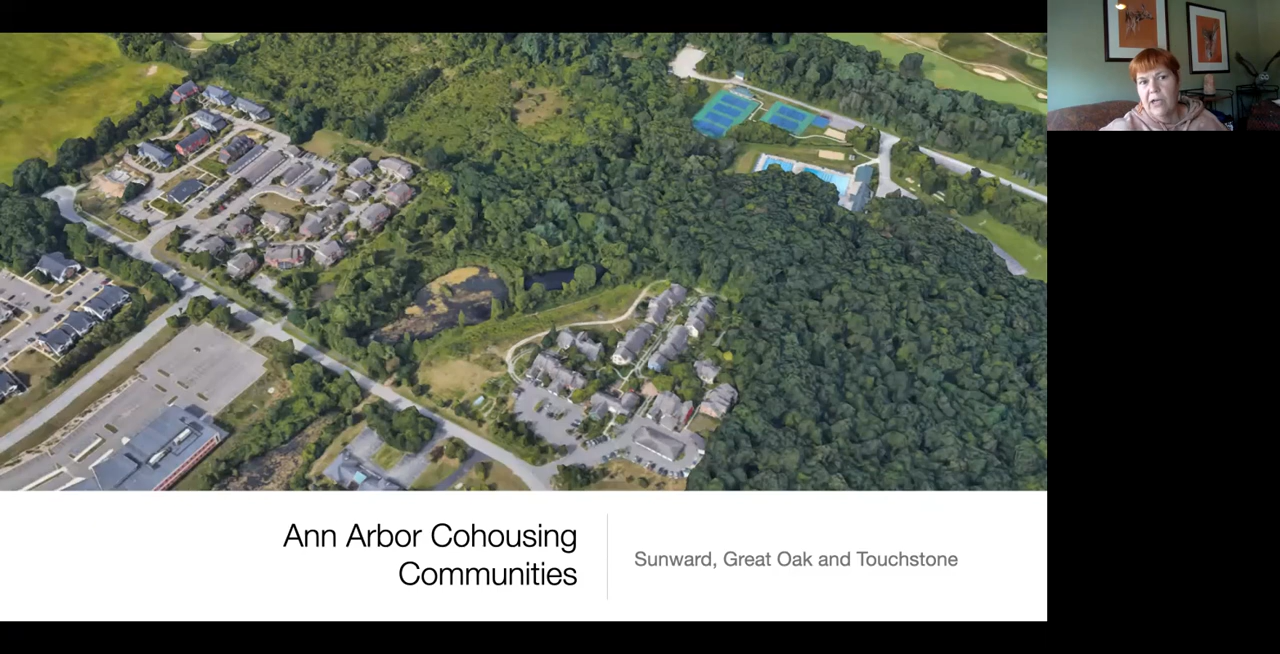 Ann Arbor Cohousing
Communities
Sunward, Great Oak and Touchstone